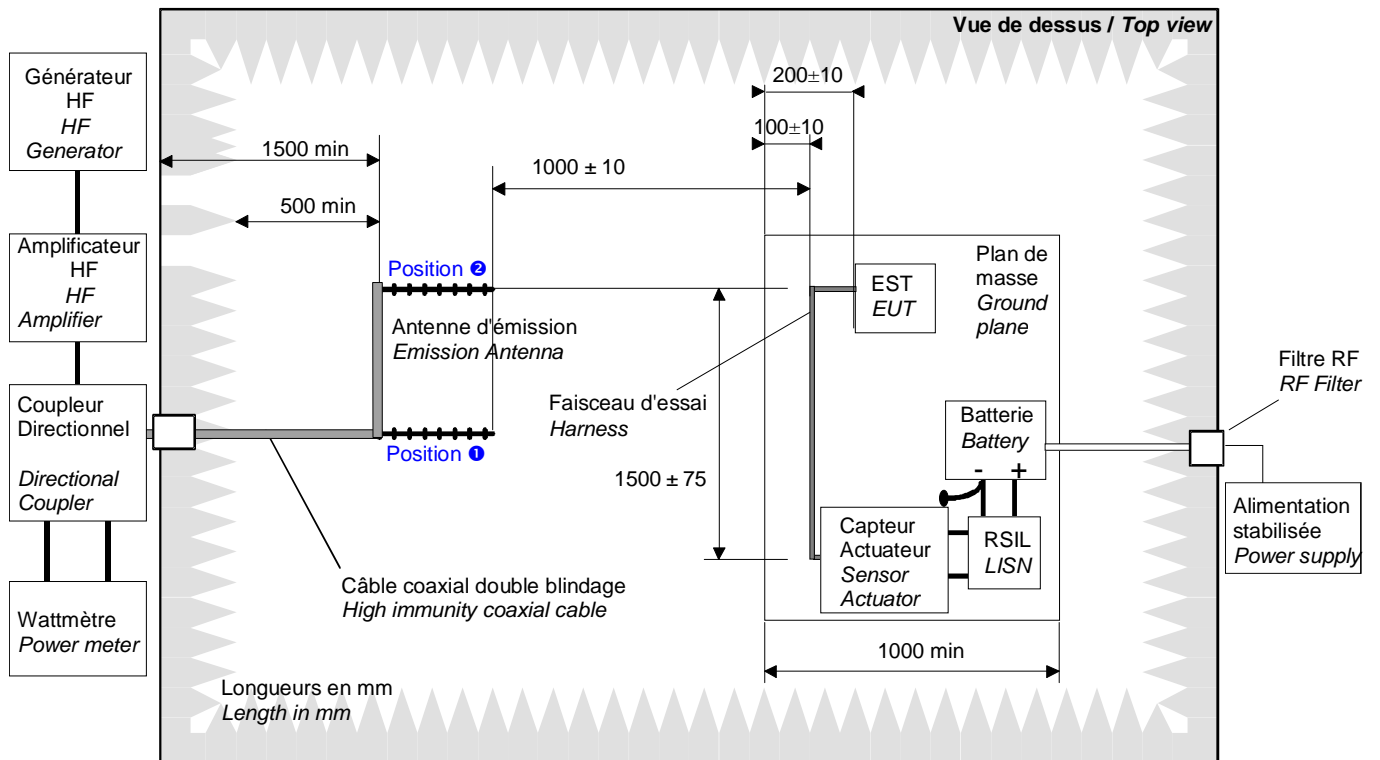 Vue de dessus / Top view
Générateur
HF
HF
Generator
200±10
100±10
1500 min
1000 ± 10
500 min
Amplificateur
HF
HF
Amplifier
Position ❷
Antenne d'émission
Emission Antenna
EST
EUT
Plan de
masse
Ground
plane
Filtre RF
RF Filter
Coupleur
Directionnel
Directional
Coupler
Position ❶
Faisceau d'essai
Harness
1500 ± 75
Batterie
Battery
- +
Capteur
Actuateur
Sensor
Actuator
RSIL
LISN
Alimentation
stabilisée
Power supply
Câble coaxial double blindage
High immunity coaxial cable
Wattmètre
Power meter
1000 min
Longueurs en mm
Length in mm